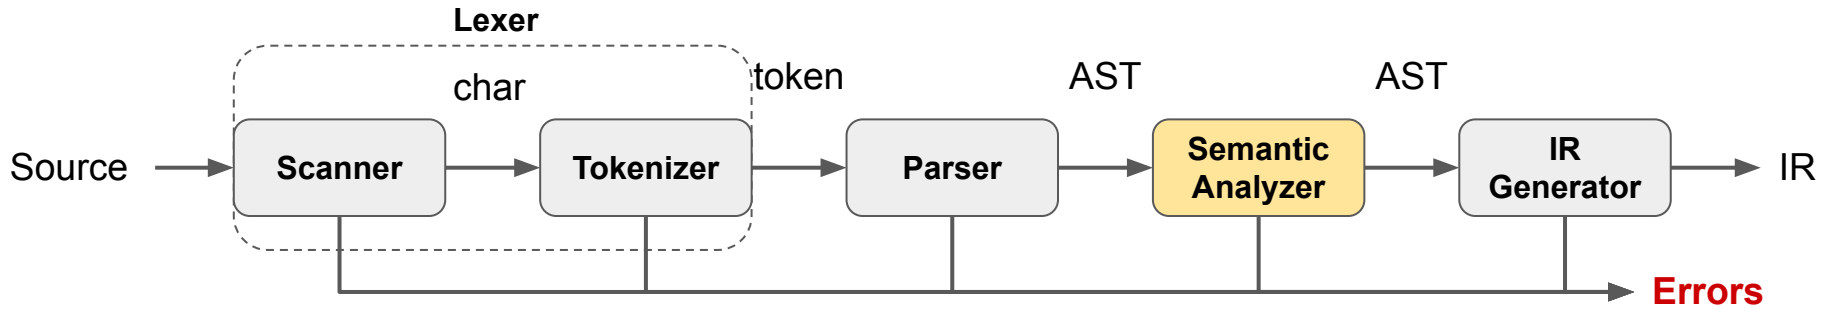 Lexer
char
token
AST
AST
Source
Scanner
Tokenizer
Parser
Semantic
Analyzer
IR
Generator
IR
Errors